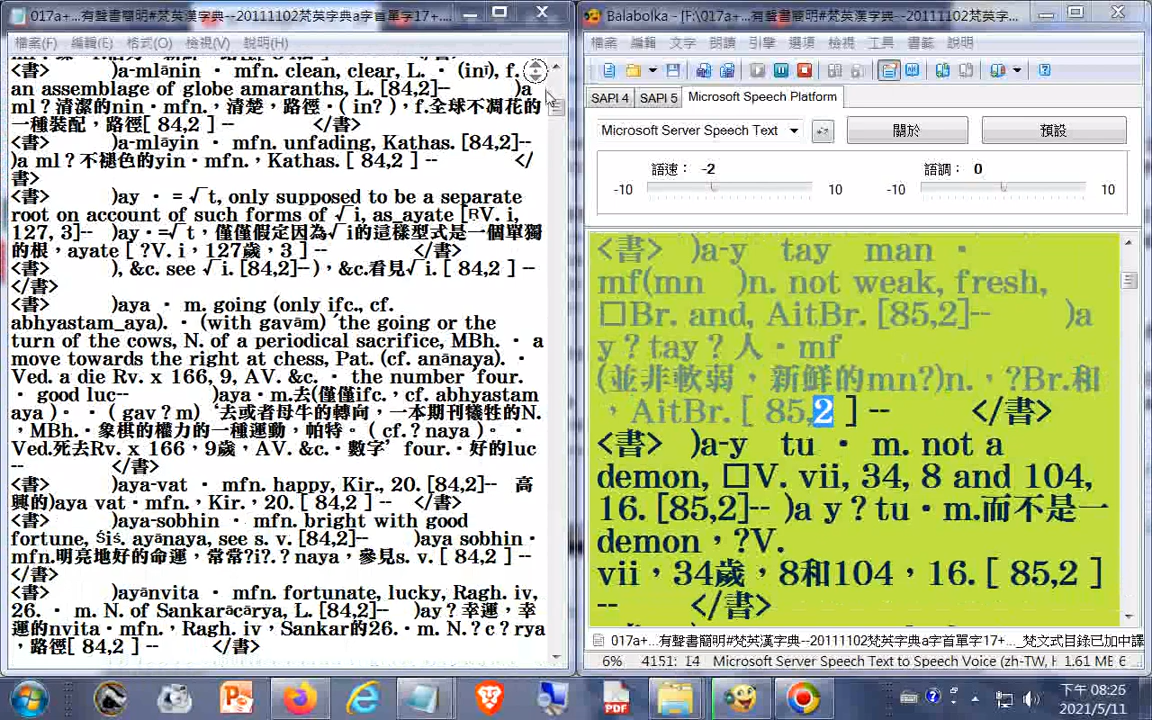 017a+...有聲書簡明#梵英漢字典--20111102梵英字典a字首單字17+...
檔案(F) 編輯(E) 格式(O) 檢視(V) 說明(H)
<書> )a-mlānin • mfn. clean, clear, L. • (inī), f.
an assemblage of globe amaranths, L. [84,2]-- )a
ml？清潔的nin•mfn.，清楚，路徑•( in? )，f.全球不凋花的
一種裝配，路徑[ 84,2 ] -- </書>
<書> )a-mlāyin • mfn. unfading, Kathas. [84,2]--
)a ml？不褪色的yin•mfn.，Kathas. [ 84,2 ] -- </
書>
<書> )ay • = √t, only supposed to be a separate
root on account of such forms of √i, as_ayate [RV. i,
127, 3]-- )ay•=√t，僅僅假定因為√i的這樣型式是一個單獨
的根，ayate [ ?V. i，127歲，3 ] -- </書>
<書> ), &c. see √i. [84,2]--)，&c.看見√i. [ 84,2 ] --
</書>
<書> )aya • m. going (only ifc., cf.
abhyastam_aya). • (with gavām) 'the going or the
turn of the cows, N. of a periodical sacrifice, MBh. • a
move towards the right at chess, Pat. (cf. anānaya). •
Ved. a die Rv. x 166, 9, AV. &c. • the number 'four.
• good luc-- )aya•m.去(僅僅ifc.，cf. abhyastam
aya )••( gav？m )‘去或者母牛的轉向，一本期刊犧牲的N.
，MBh.•象棋的權力的一種運動，帕特。( cf.？naya )。•
Ved.死去Rv. x 166，9歲，AV. &c.•數字’four.•好的luc
-- </書>
<書> )aya-vat • mfn. happy, Kir., 20. [84,2]-- 高
興的)aya vat•mfn.，Kir.，20. [ 84,2 ] -- </書>
<書> )aya-sobhin • mfn. bright with good
fortune, Śiś. ayānaya, see s. v. [84,2]-- )aya sobhin•
mfn.明亮地好的命運，常常?i?.？naya，參見s. v. [ 84,2 ] --
</書>
<書> )ayānvita • mfn. fortunate, lucky, Ragh. iv,
26. • m. N. of Sankarācārya, L. [84,2]-- )ay？幸運，幸
運的nvita•mfn.，Ragh. iv，Sankar的26.•m. N.？c？rya
，路徑[ 84,2 ] -- </書>
Balabolka - [F:\017a+...有聲書簡明#梵英漢字典--20111102梵英字...
檔案 編輯 文字 朗讀 引擎 選項 檢視 工具 書籤 說明
SAPI 4 SAPI 5 Microsoft Speech Platform
Microsoft Server Speech Text 關於 預設
語速： -2 語調： 0
-10 10 -10 10
<書> )a-y tay man •
mf(mn )n. not weak, fresh,
□Br. and, AitBr. [85,2]-- )a
y？tay？人•mf
(並非軟弱，新鮮的mn?)n.，?Br.和
，AitBr. [ 85,2 ] -- </書>
<書> )a-y tu • m. not a
demon, □V. vii, 34, 8 and 104,
16. [85,2]-- )a y？tu•m.而不是一
demon，?V.
vii，34歲，8和104，16. [ 85,2 ]
-- </書>
017a+...有聲書簡明#梵英漢字典--20111102梵英字典a字首單字17+..._梵文式目錄已加中譯
6% 4151: 14 Microsoft Server Speech Text to Speech Voice (zh-TW, H 1.61 MB 6
PDF 下午 08:26
2021/5/11